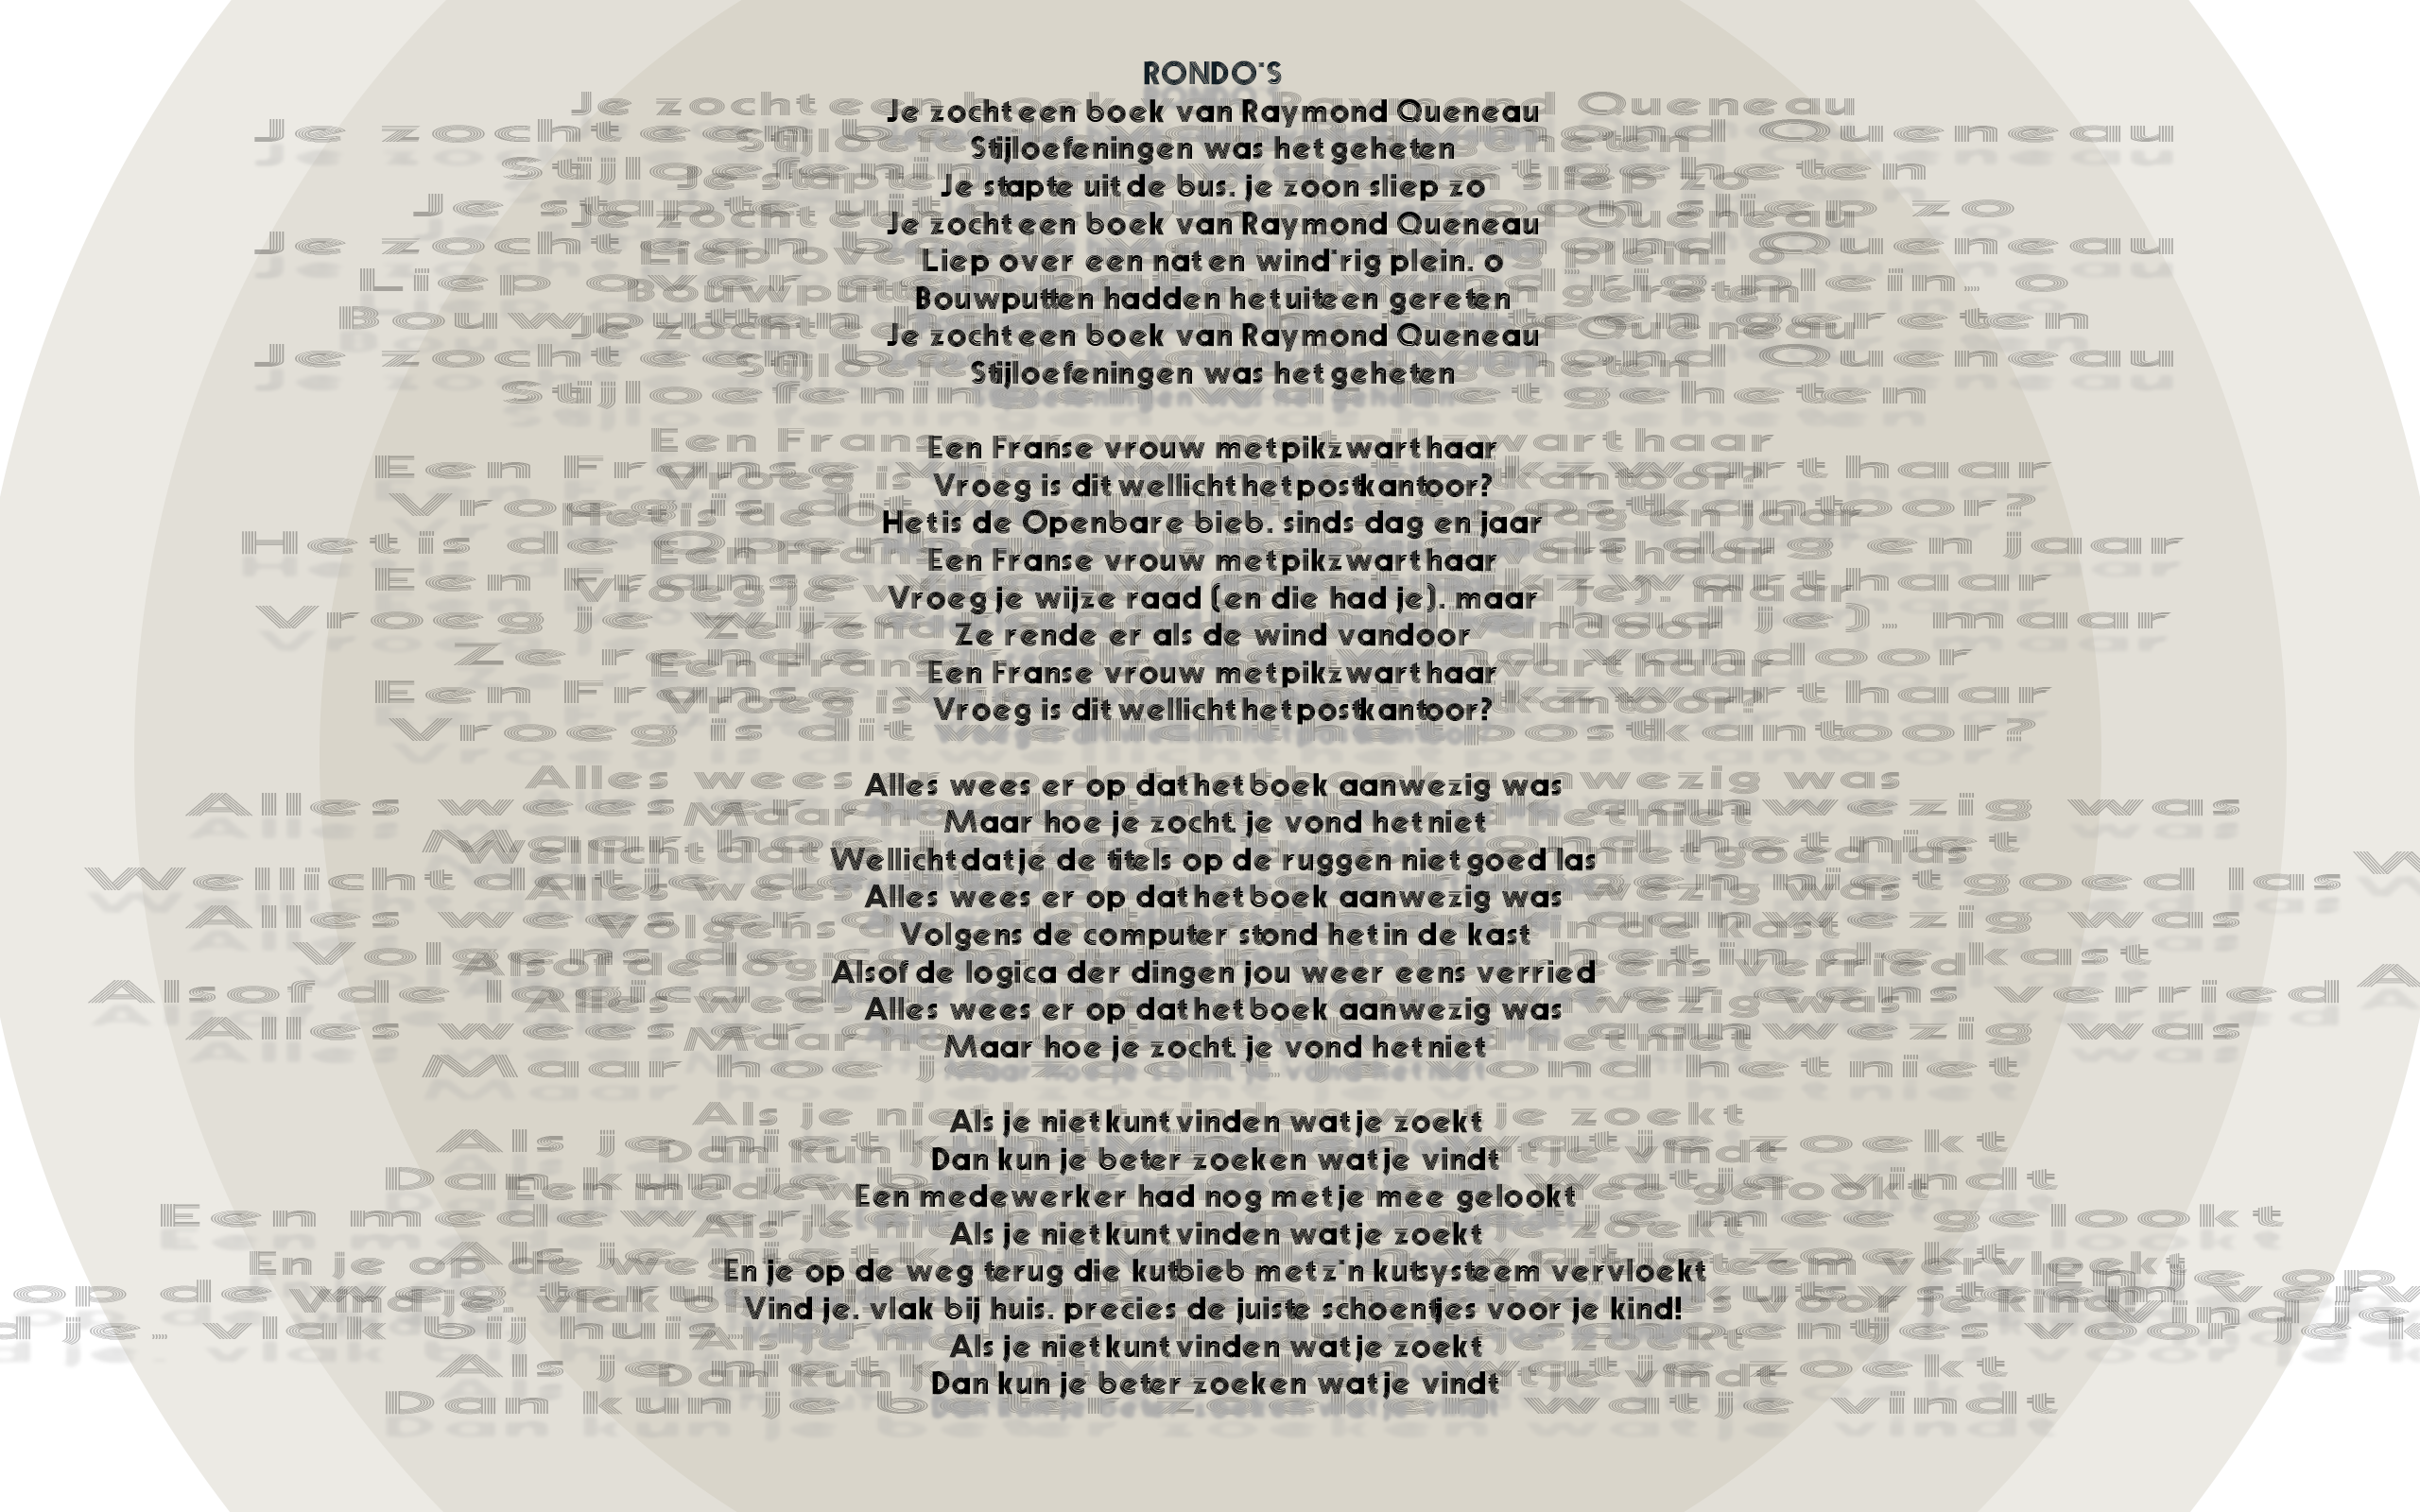 RONDO'S
Je zocht een boek van Raymond Queneau
Stijloefeningen was het geheten
Je stapte uit de bus, je zoon sliep zo
Je zocht een boek van Raymond Queneau
Liep over een nat en wind'rig plein, o
Bouwputten hadden het uiteen gereten
Je zocht een boek van Raymond Queneau
Stijloefeningen was het geheten

Een Franse vrouw met pikzwart haar
Vroeg is dit wellicht het postkantoor?
Het is de Openbare bieb, sinds dag en jaar
Een Franse vrouw met pikzwart haar
Vroeg je wijze raad (en die had je), maar
Ze rende er als de wind vandoor
Een Franse vrouw met pikzwart haar
Vroeg is dit wellicht het postkantoor?

Alles wees er op dat het boek aanwezig was
Maar hoe je zocht, je vond het niet
Wellicht dat je de titels op de ruggen niet goed las
Alles wees er op dat het boek aanwezig was
Volgens de computer stond het in de kast
Alsof de logica der dingen jou weer eens verried
Alles wees er op dat het boek aanwezig was
Maar hoe je zocht, je vond het niet

Als je niet kunt vinden wat je zoekt
Dan kun je beter zoeken wat je vindt
Een medewerker had nog met je mee gelookt
Als je niet kunt vinden wat je zoekt
En je op de weg terug die kutbieb met z'n kutsysteem vervloekt
Vind je, vlak bij huis, precies de juiste schoentjes voor je kind!
Als je niet kunt vinden wat je zoekt
Dan kun je beter zoeken wat je vindt